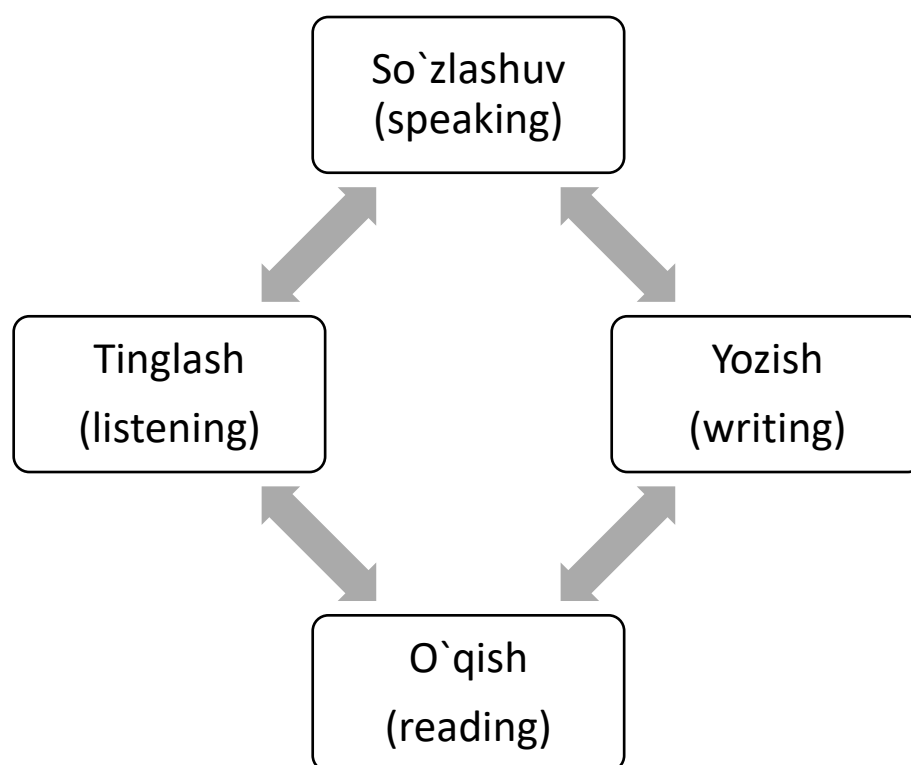 So`zlashuv
(speaking)
Tinglash
(listening)
Yozish
(writing)
O`qish
(reading)